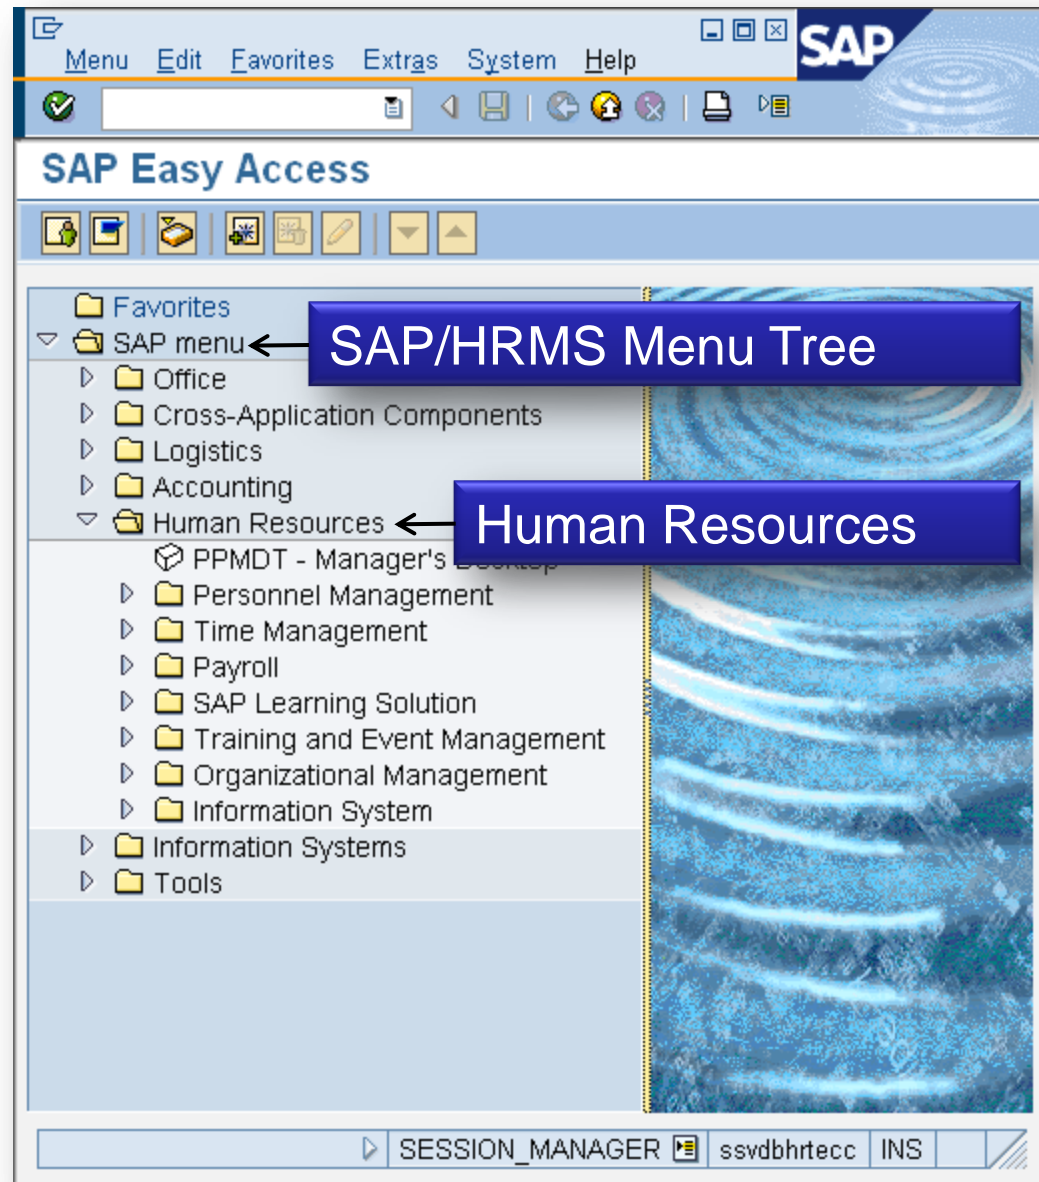 Menu Edit Favorites Extras System Help
SAP
SAP Easy Access
Favorites
SAP menu
SAP/HRMS Menu Tree
Office
Cross-Application Components
Logistics
Accounting
Human Resources
Human Resources
PPMDT - Manager's Desktop
Personnel Management
Time Management
Payroll
SAP Learning Solution
Training and Event Management
Organizational Management
Information System
Information Systems
Tools
SESSION_MANAGER ssvdbhrtecc INS